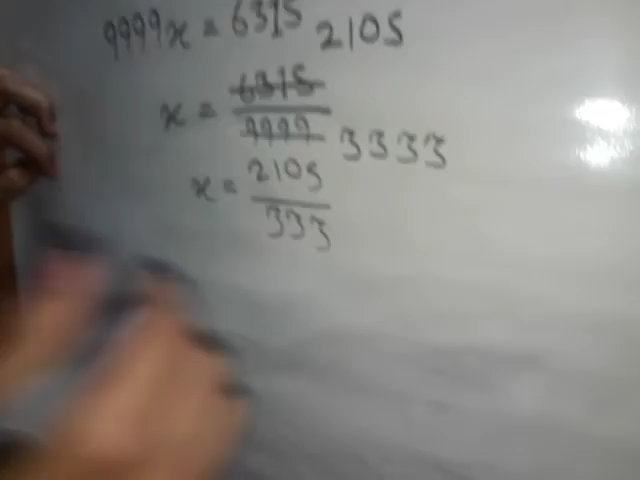 9999x = 6315 2105
x = 6315/9999 3333
x = 2105/333